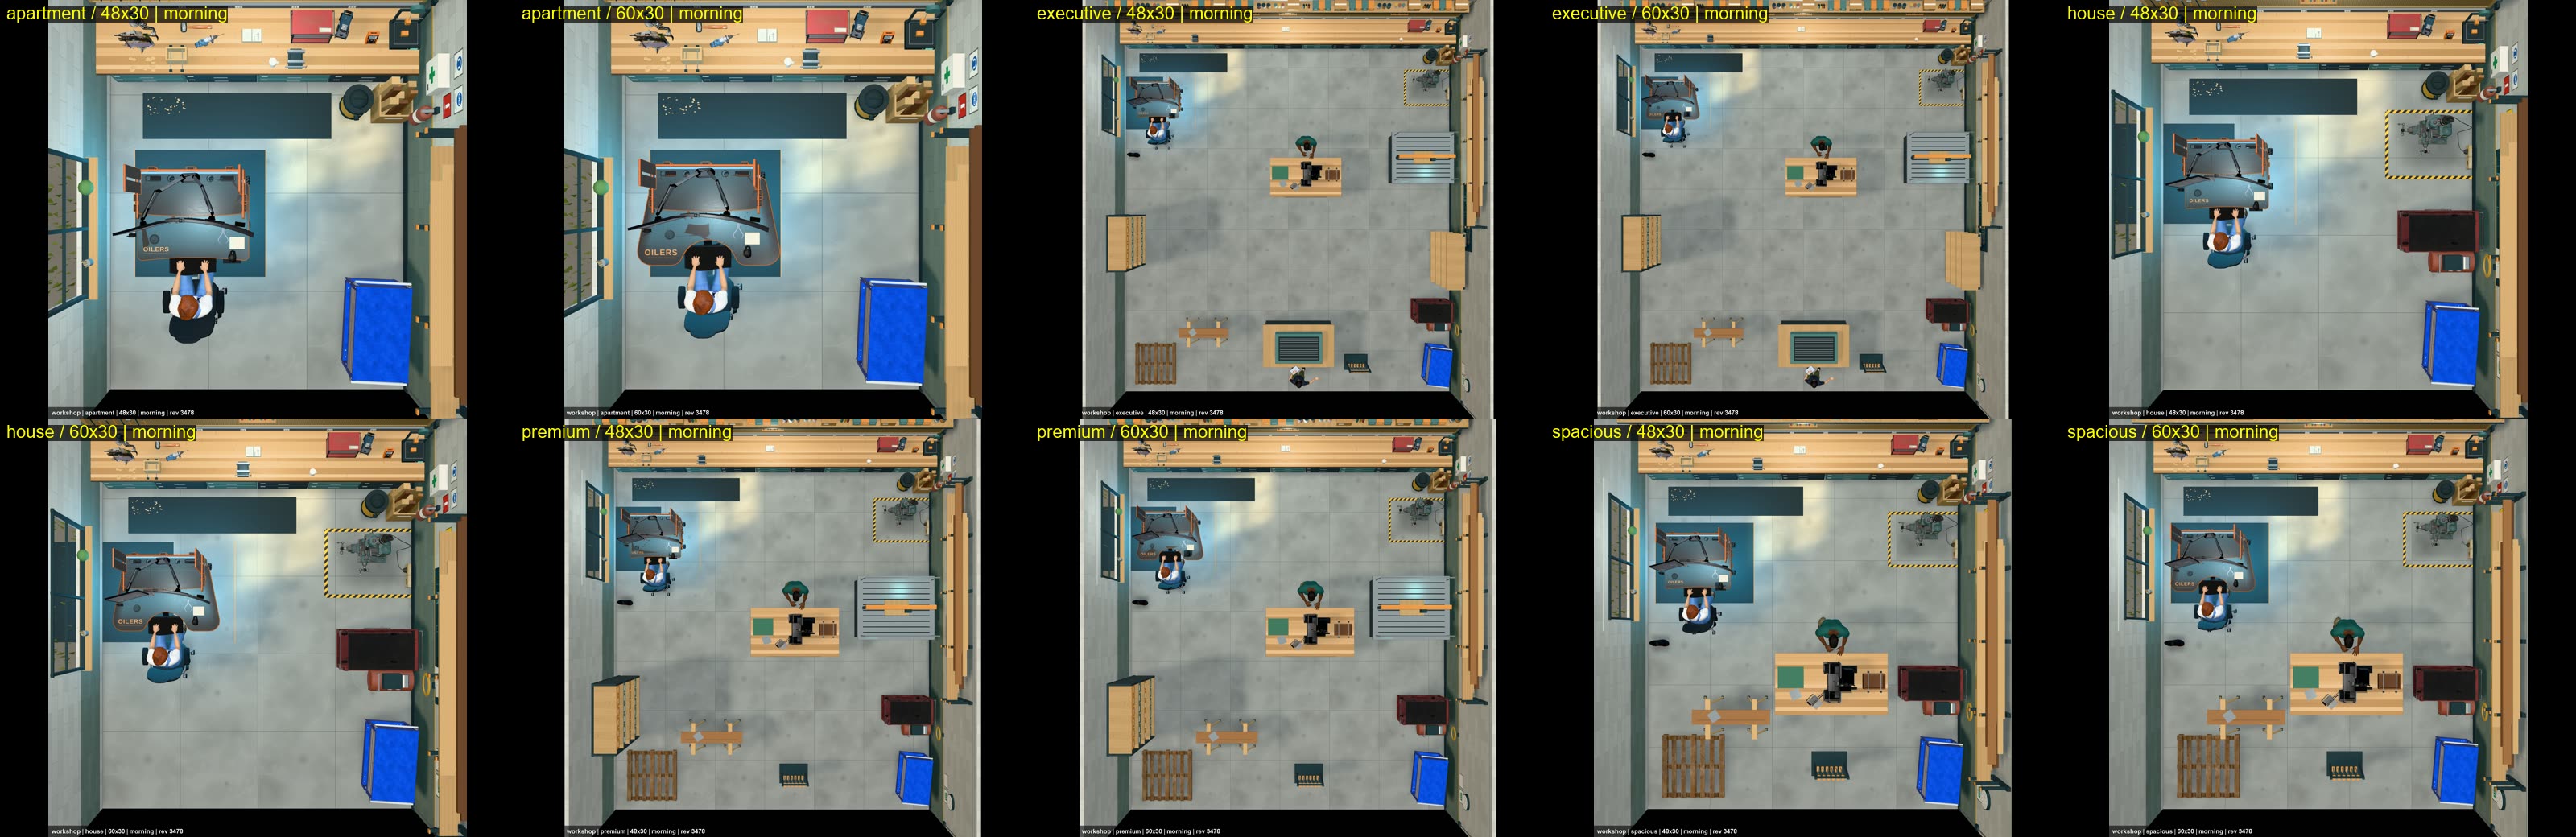 apartment / 48x30 | morning
apartment / 60x30 | morning
executive / 48x30 | morning
executive / 60x30 | morning
house / 48x30 | morning
OILERS
OILERS
OILERS
workshop | apartment | 48x30 | morning | rev 3478
workshop | apartment | 60x30 | morning | rev 3478
workshop | executive | 48x30 | morning | rev 3478
workshop | executive | 60x30 | morning | rev 3478
workshop | house | 48x30 | morning | rev 3478
house / 60x30 | morning
premium / 48x30 | morning
premium / 60x30 | morning
spacious / 48x30 | morning
spacious / 60x30 | morning
OILERS
OILERS
OILERS
workshop | house | 60x30 | morning | rev 3478
workshop | premium | 48x30 | morning | rev 3478
workshop | premium | 60x30 | morning | rev 3478
workshop | spacious | 48x30 | morning | rev 3478
workshop | spacious | 60x30 | morning | rev 3478